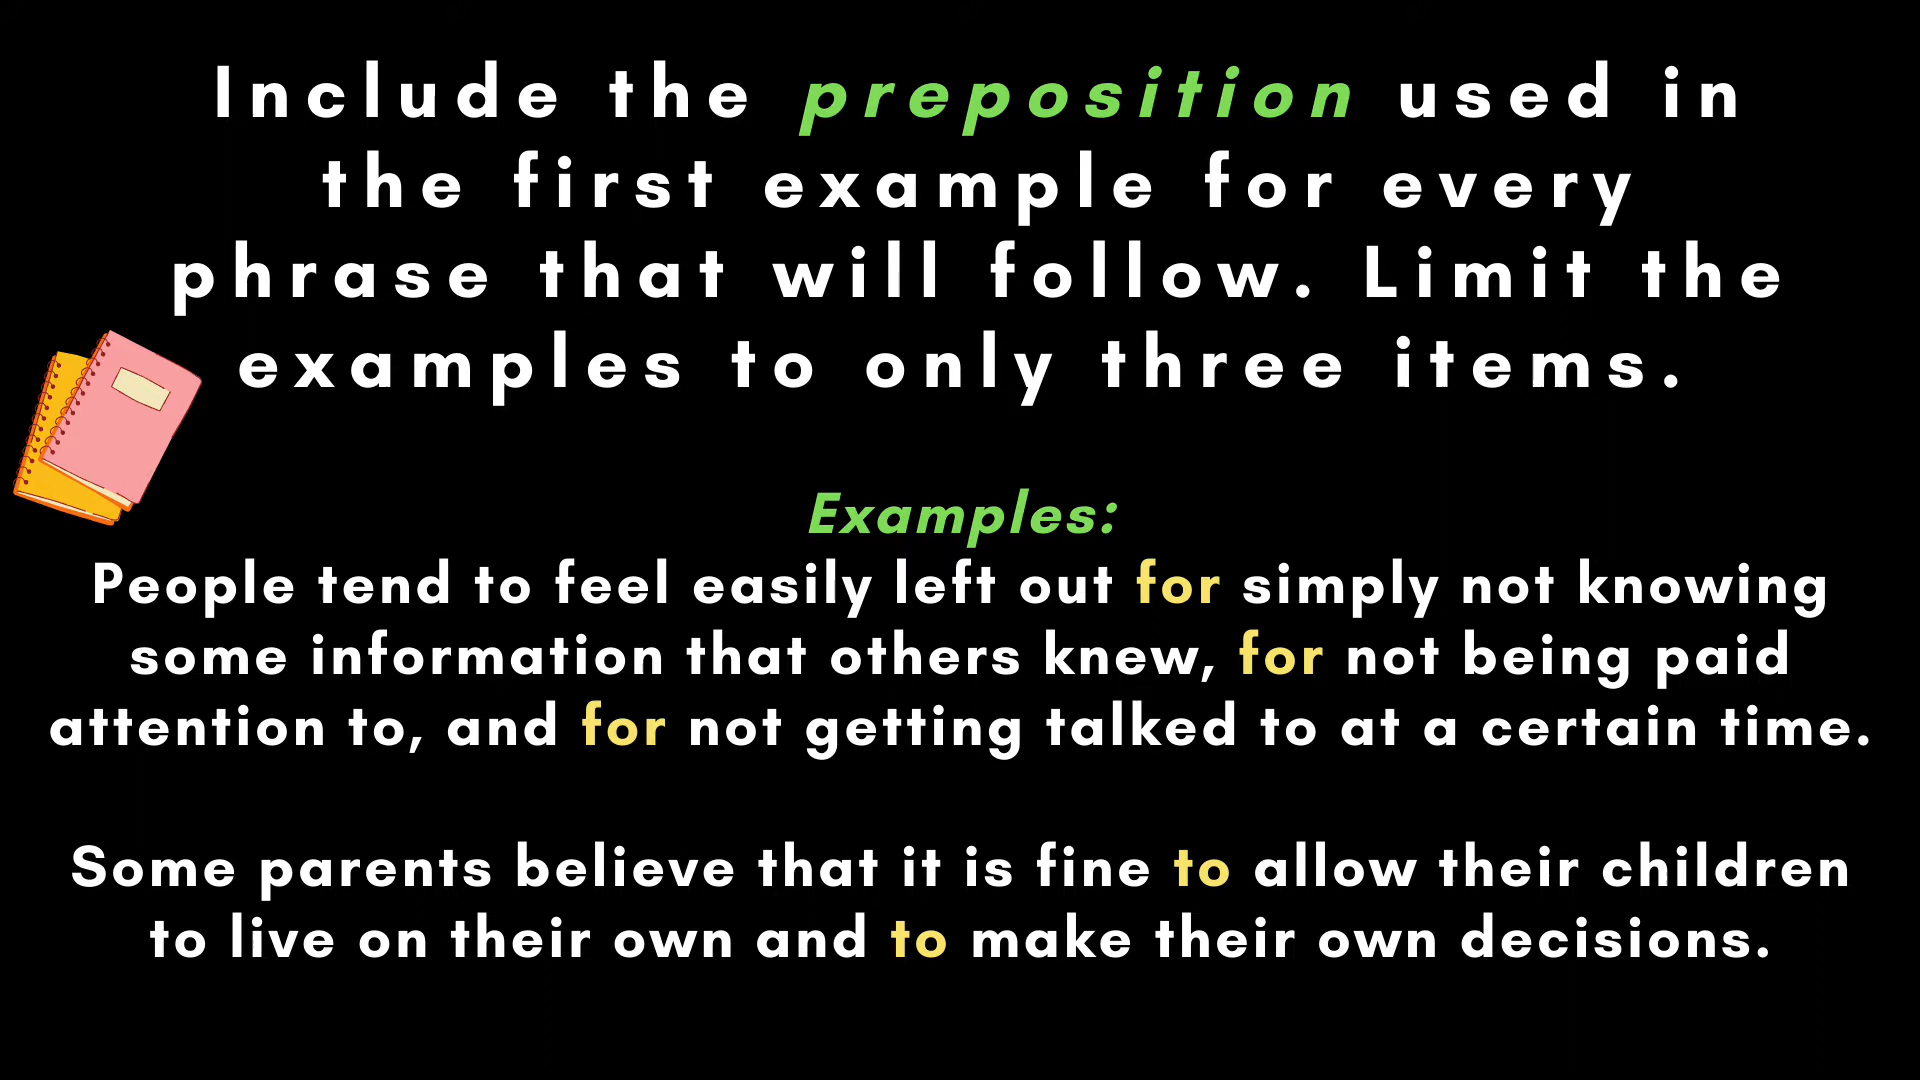 Include the preposition used in
the first example for every
phrase that will follow. Limit the
examples to only three items.
Examples:
People tend to feel easily left out for simply not knowing
some information that others knew, for not being paid
attention to, and for not getting talked to at a certain time.
Some parents believe that it is fine to allow their children
to live on their own and to make their own decisions.